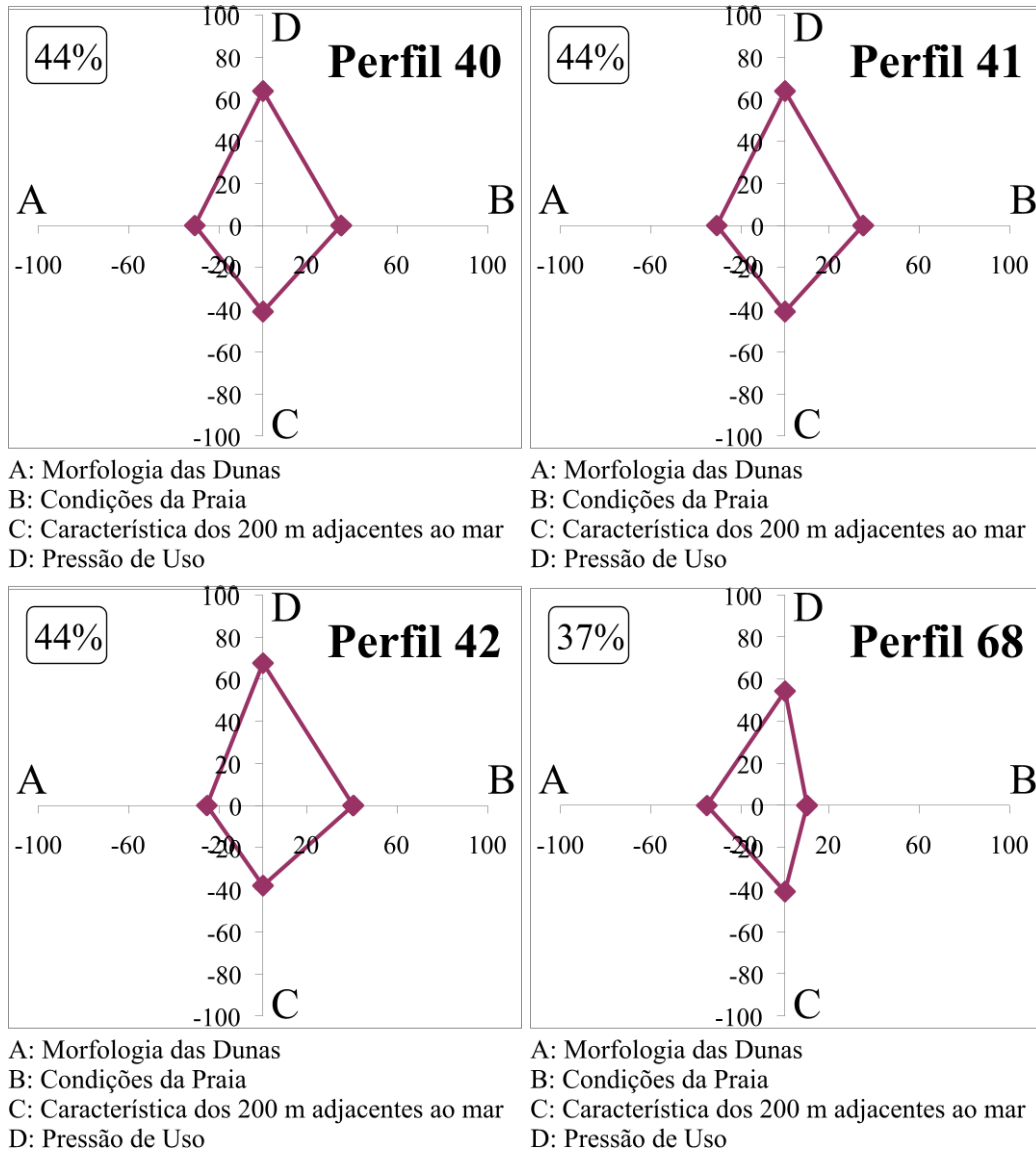 44%
Perfil 40
D
100
80
60
40
20
0
-20
-40
-60
-80
-100
A
B
-100 -60 -20 20 60 100
C
A: Morfologia das Dunas
B: Condições da Praia
C: Característica dos 200 m adjacentes ao mar
D: Pressão de Uso
44%
Perfil 41
D
100
80
60
40
20
0
-20
-40
-60
-80
-100
A
B
-100 -60 -20 20 60 100
C
A: Morfologia das Dunas
B: Condições da Praia
C: Característica dos 200 m adjacentes ao mar
D: Pressão de Uso
44%
Perfil 42
D
100
80
60
40
20
0
-20
-40
-60
-80
-100
A
B
-100 -60 -20 20 60 100
C
A: Morfologia das Dunas
B: Condições da Praia
C: Característica dos 200 m adjacentes ao mar
D: Pressão de Uso
37%
Perfil 68
D
100
80
60
40
20
0
-20
-40
-60
-80
-100
A
B
-100 -60 -20 20 60 100
C
A: Morfologia das Dunas
B: Condições da Praia
C: Característica dos 200 m adjacentes ao mar
D: Pressão de Uso